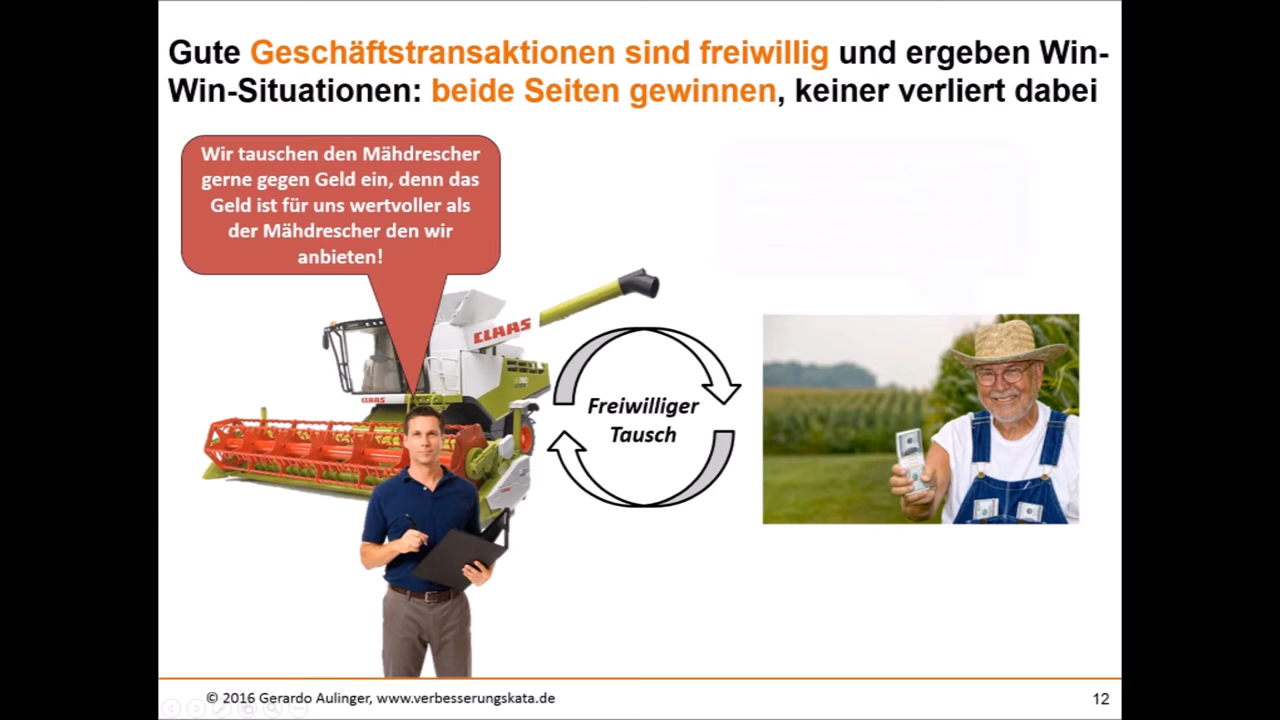 Gute Geschäftstransaktionen sind freiwillig und ergeben Win-
Win-Situationen: beide Seiten gewinnen, keiner verliert dabei
Wir tauschen den Mähdrescher
gerne gegen Geld ein, denn das
Geld ist für uns wertvoller als
der Mähdrescher den wir
anbieten!
CLAAS
CLAAS
Freiwilliger
Tausch
© 2016 Gerardo Aulinger, www.verbesserungskata.de
12